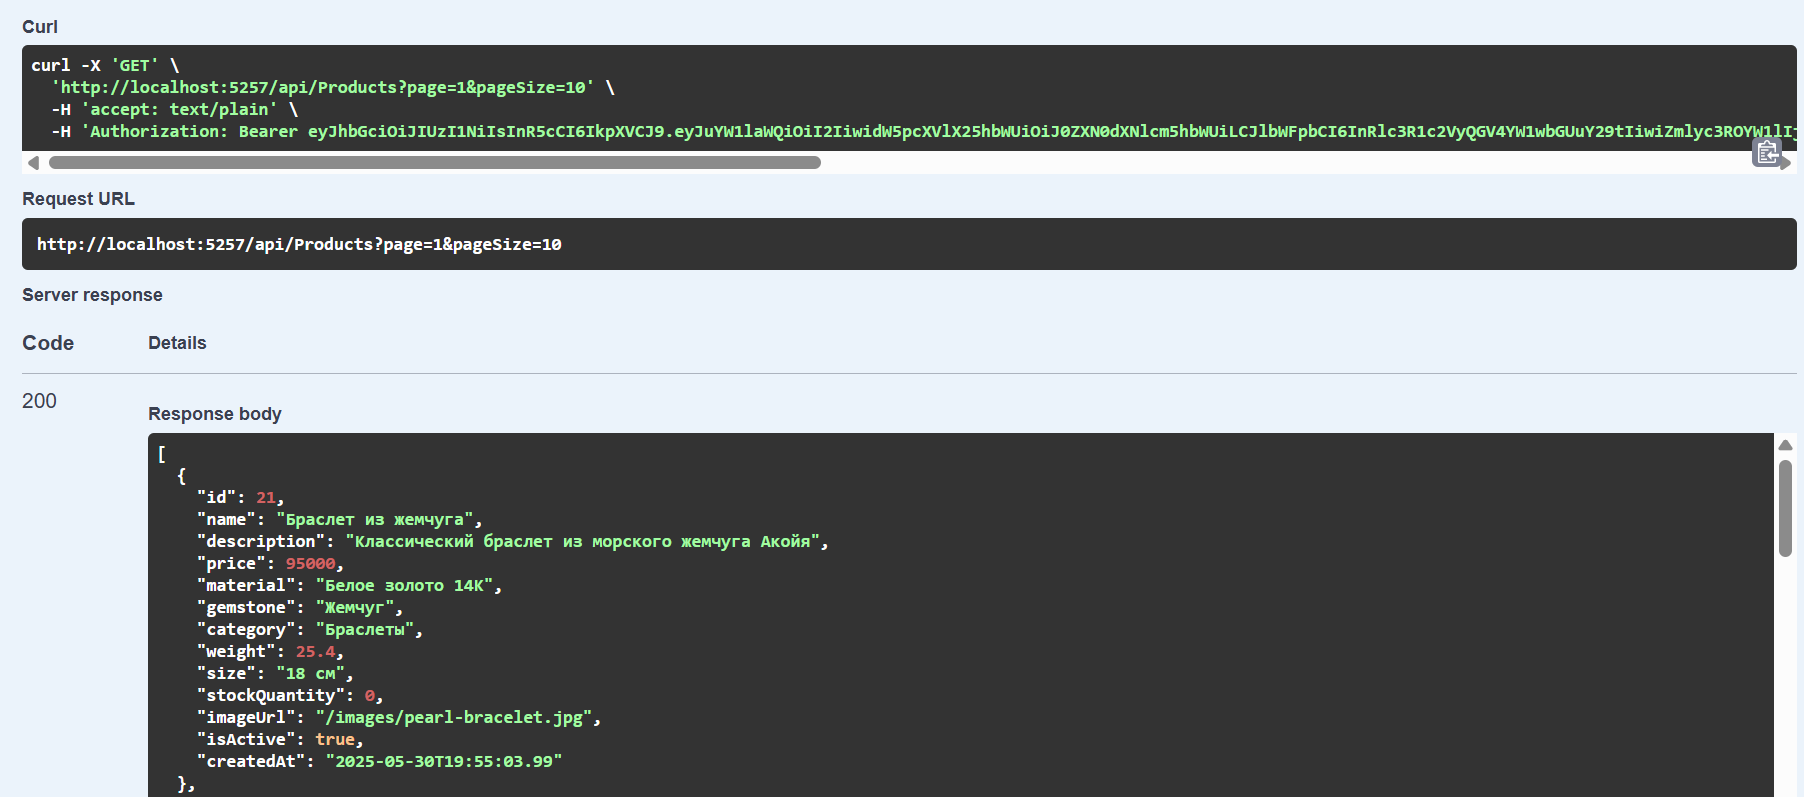 Curl
curl -X 'GET' \
'http://localhost:5257/api/Products?page=1&pageSize=10' \
-H 'accept: text/plain' \
-H 'Authorization: Bearer eyJhbGciOiJIUzI1NiIsInR5cCI6IkpXVCJ9.eyJuYW1laWQiOiI2IiwidW5pcXVlX25hbWUiOiJ0ZXN0dXNlcm5hbWUiLCJlbWFpbCI6InRlc3R1c2VyQGV4YW1wbGUuY29tIiwiZmlyc3ROYW1lIj
Request URL
http://localhost:5257/api/Products?page=1&pageSize=10
Server response
Code Details
200
Response body
[
{
"id": 21,
"name": "Браслет из жемчуга",
"description": "Классический браслет из морского жемчуга Акойя",
"price": 95000,
"material": "Белое золото 14K",
"gemstone": "Жемчуг",
"category": "Браслеты",
"weight": 25.4,
"size": "18 см",
"stockQuantity": 0,
"imageUrl": "/images/pearl-bracelet.jpg",
"isActive": true,
"createdAt": "2025-05-30T19:55:03.99"
},